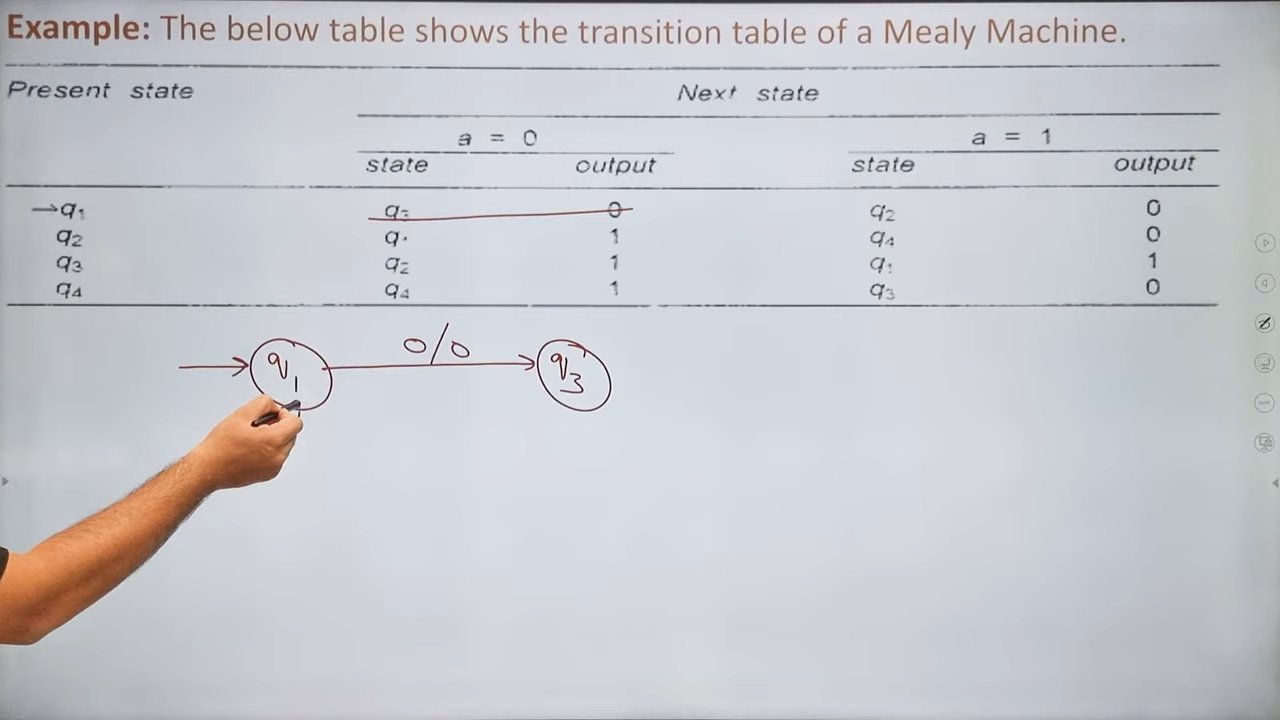 Example: The below table shows the transition table of a Mealy Machine.
Present state Next state
a = 0 a = 1
state output state output
→q₁ q₃ 0 q₂ 0
q₂ q₁ 1 q₄ 0
q₃ q₂ 1 q₁ 1
q₄ q₄ 1 q₃ 0
q₁ 0/0 q₃